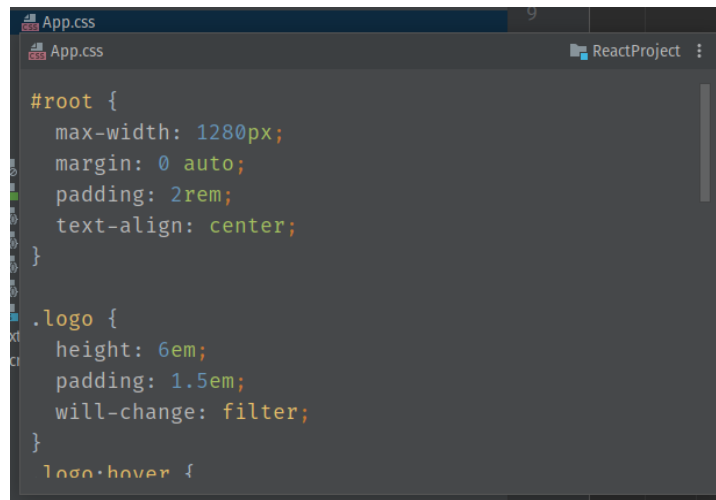 App.css
9
App.css
ReactProject
#root {
max-width: 1280px;
margin: 0 auto;
padding: 2rem;
text-align: center;
}
.logo {
height: 6em;
padding: 1.5em;
will-change: filter;
}
.logo:hover {